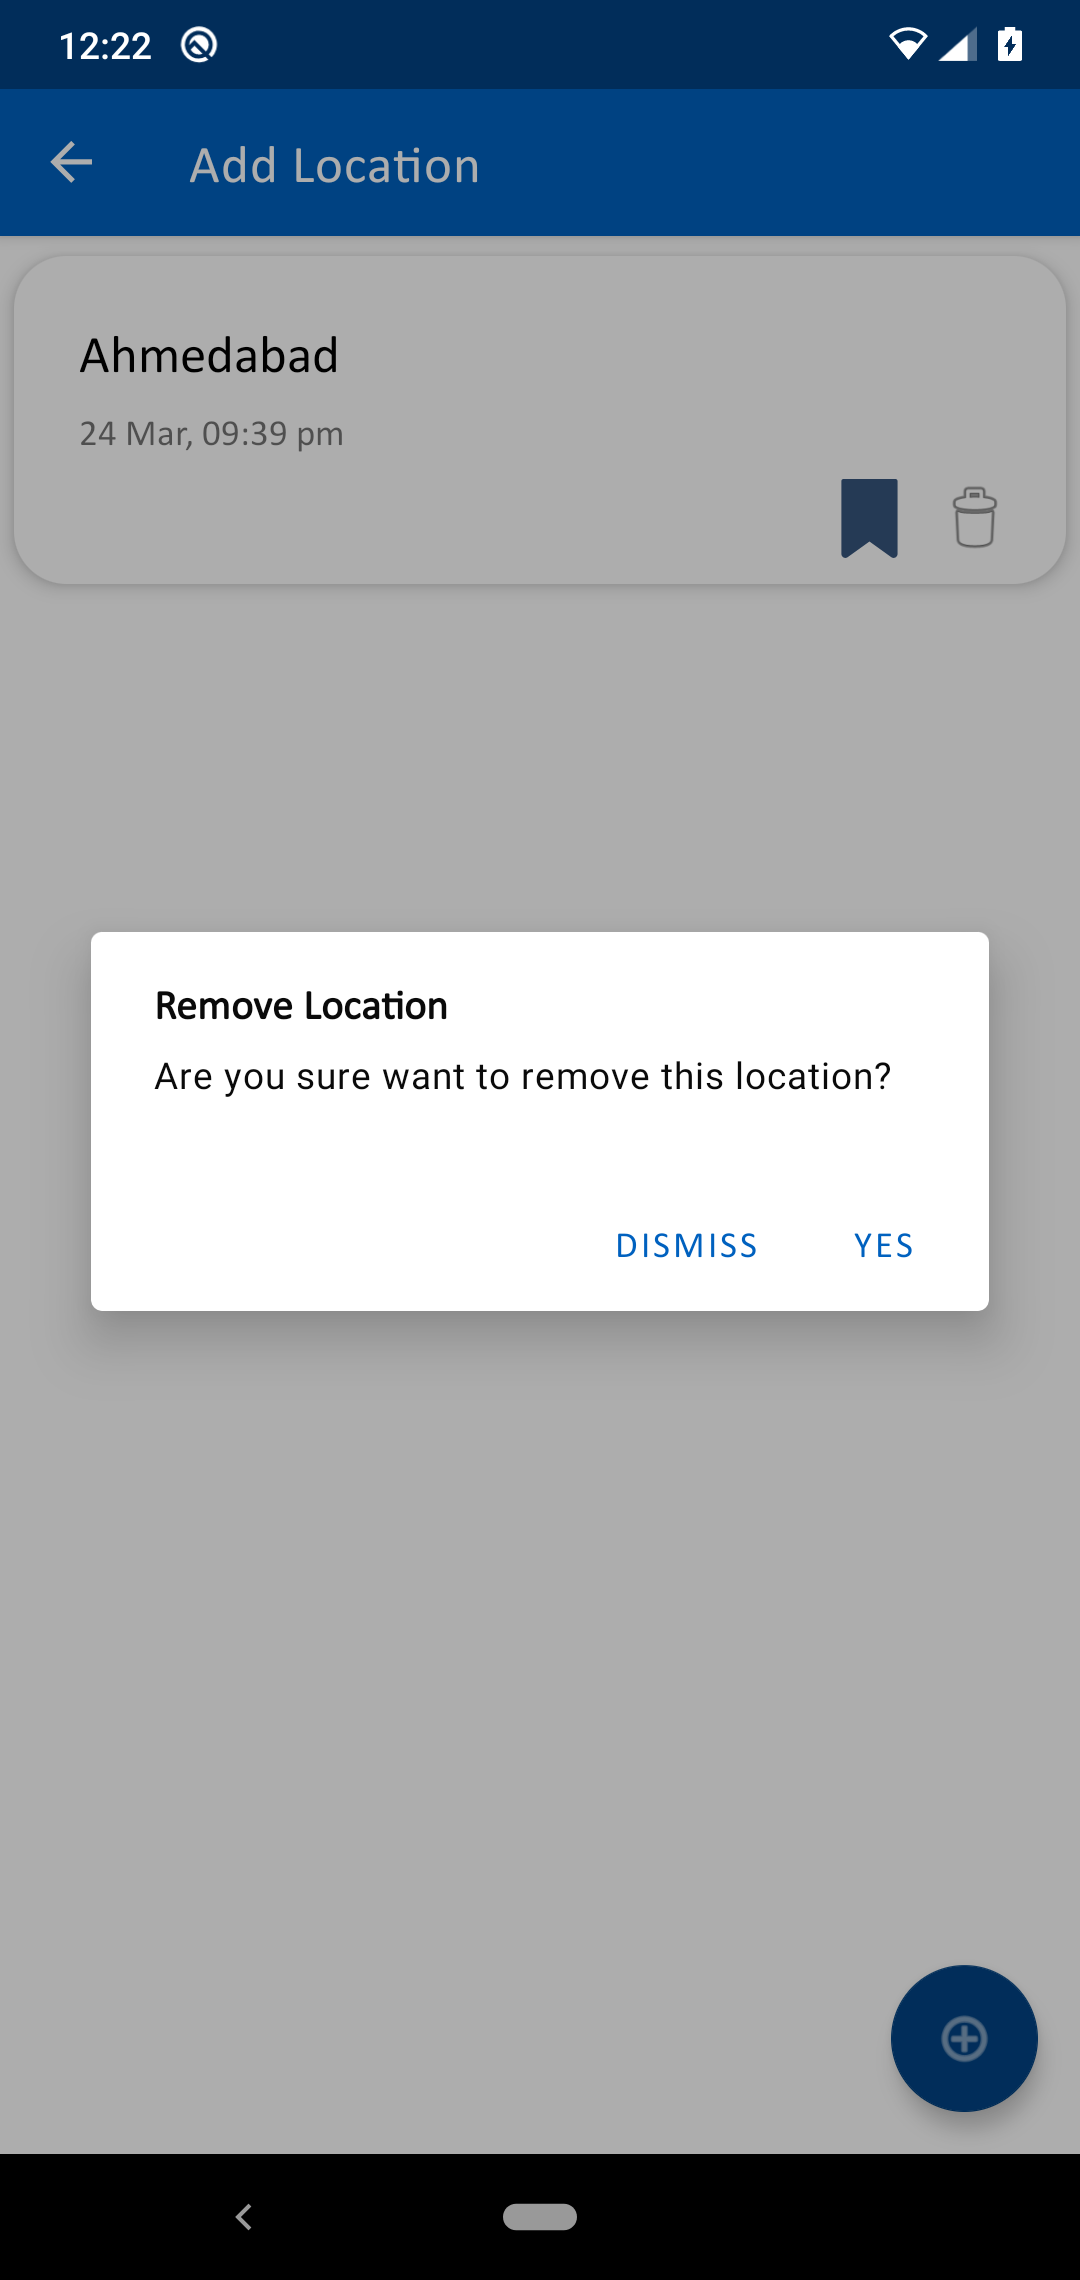 12:22
Add Location
Ahmedabad
24 Mar, 09:39 pm
Remove Location
Are you sure want to remove this location?
DISMISS YES